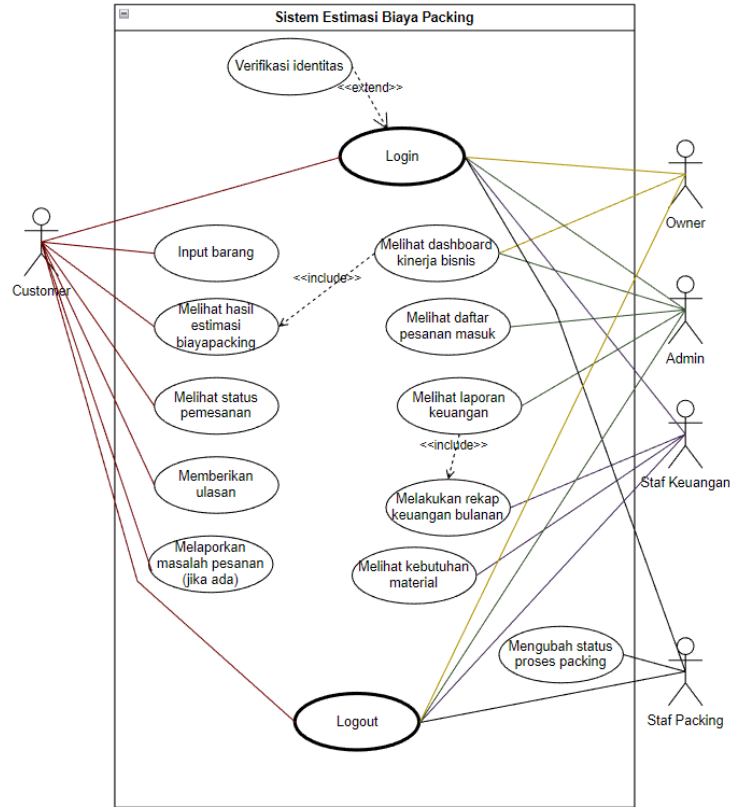 Sistem Estimasi Biaya Packing
Verifikasi identitas
<<extend>>
Login
Owner
Customer
Input barang
Melihat dashboard
kinerja bisnis
<<include>>
Melihat hasil
estimasi
biayapacking
Melihat daftar
pesanan masuk
Admin
Melihat status
pemesanan
Melihat laporan
keuangan
<<include>>
Staf Keuangan
Memberikan
ulasan
Melakukan rekap
keuangan bulanan
Melaporkan
masalah pesanan
(jika ada)
Melihat kebutuhan
material
Mengubah status
proses packing
Staf Packing
Logout